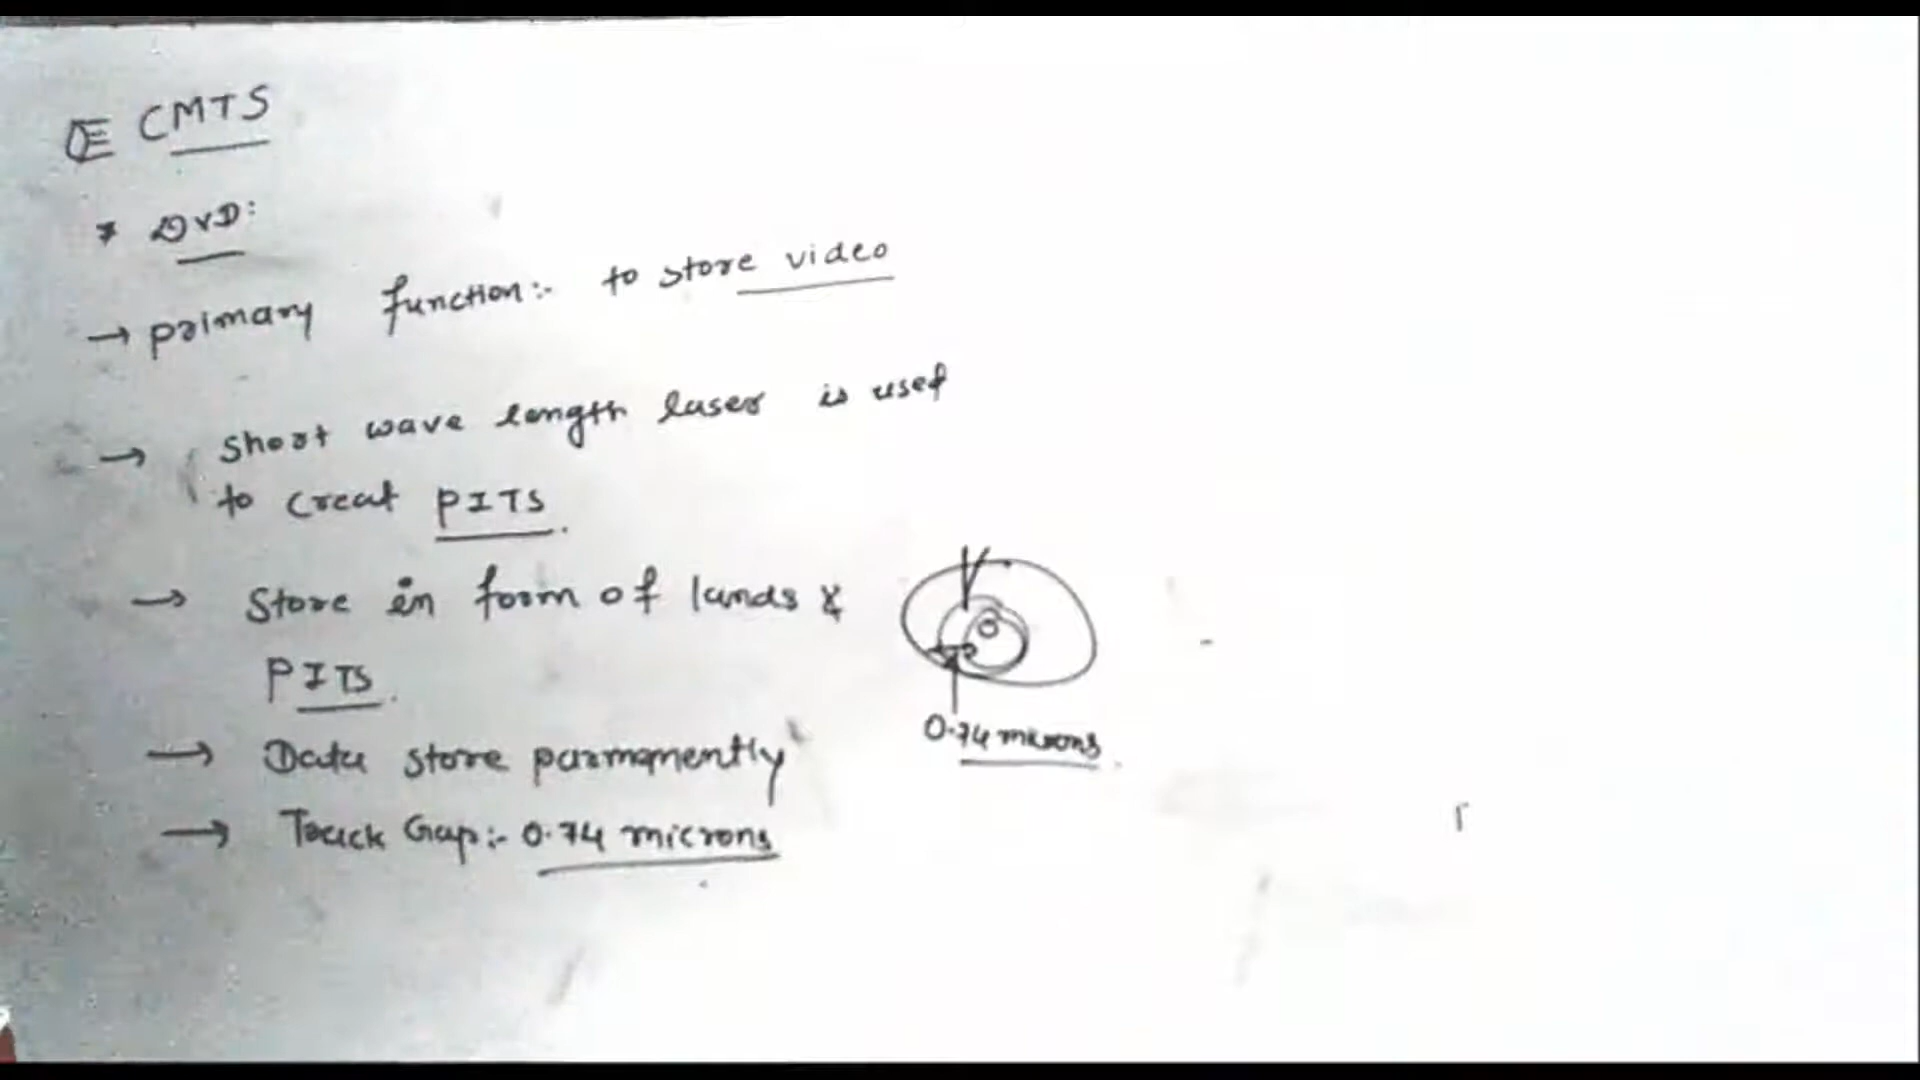 CMTS
* DVD:
→ primary function:- to store video
→ short wave length laser is used
to creat PITS.
→ Store in form of lands &
PITS.
→ Data store parmamently
→ Track Gap:- 0.74 microns
0.74 microns.